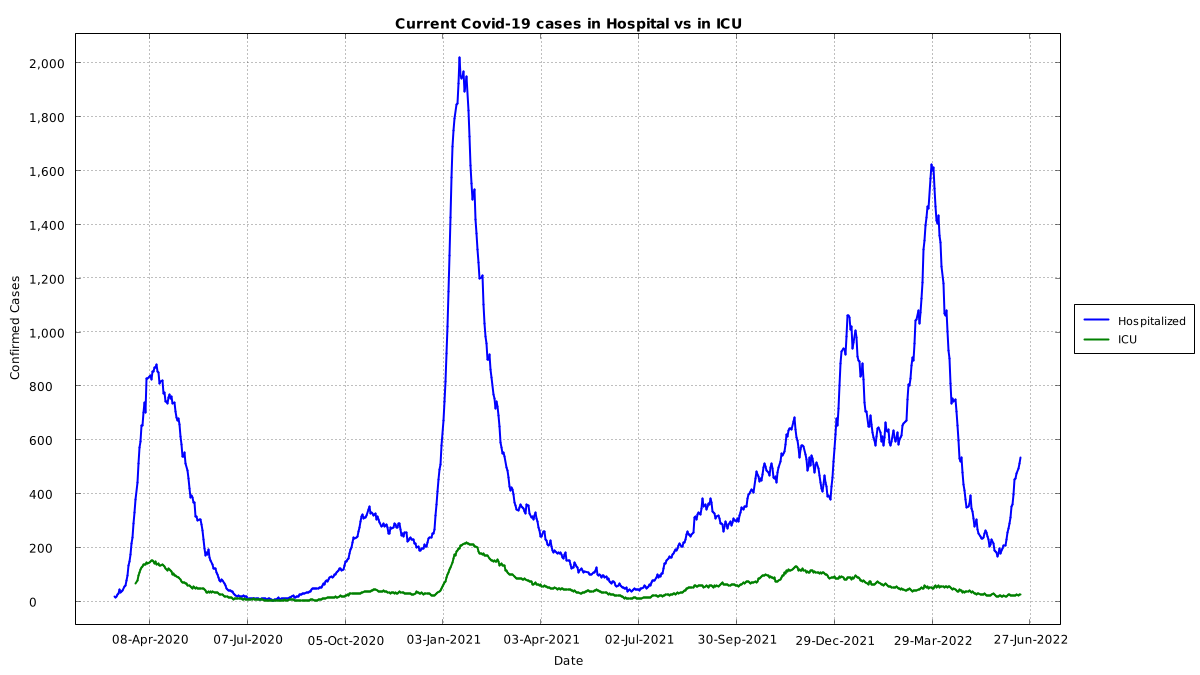 Current Covid-19 cases in Hospital vs in ICU
Confirmed Cases
2,000
1,800
1,600
1,400
1,200
1,000
800
600
400
200
0
Hospitalized
ICU
08-Apr-2020 07-Jul-2020 05-Oct-2020 03-Jan-2021 03-Apr-2021 02-Jul-2021 30-Sep-2021 29-Dec-2021 29-Mar-2022 27-Jun-2022
Date